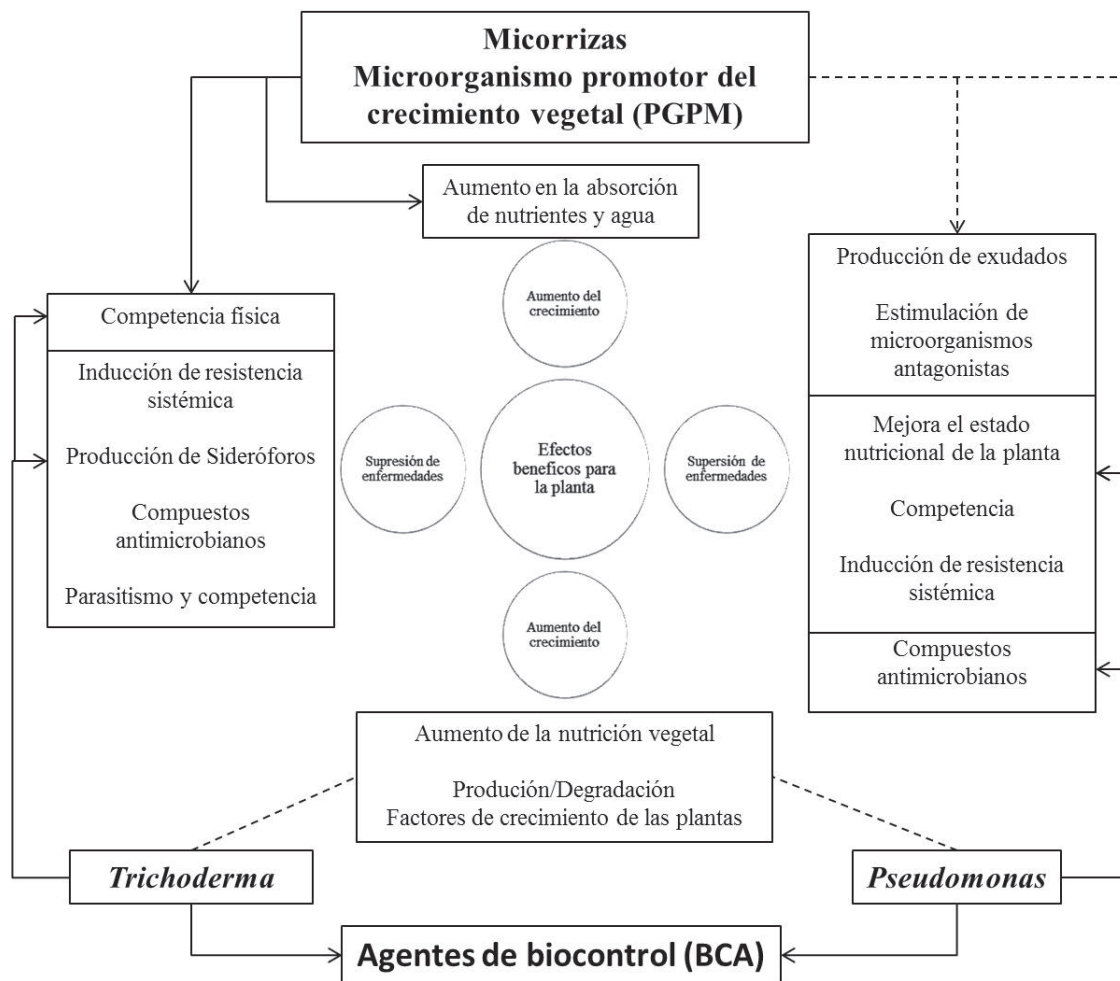 Micorrizas
Microorganismo promotor del
crecimiento vegetal (PGPM)
Aumento en la absorción
de nutrientes y agua
Aumento del
crecimiento
Competencia física
Inducción de resistencia
sistémica
Producción de Sideróforos
Compuestos
antimicrobianos
Parasitismo y competencia
Supresión de
enfermedades
Efectos
beneficos para
la planta
Supersión de
enfermedades
Producción de exudados
Estimulación de
microorganismos
antagonistas
Mejora el estado
nutricional de la planta
Competencia
Inducción de resistencia
sistémica
Compuestos
antimicrobianos
Aumento del
crecimiento
Aumento de la nutrición vegetal
Produción/Degradación
Factores de crecimiento de las plantas
Trichoderma
Pseudomonas
Agentes de biocontrol (BCA)